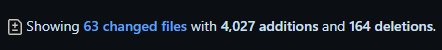 Showing 63 changed files with 4,027 additions and 164 deletions.